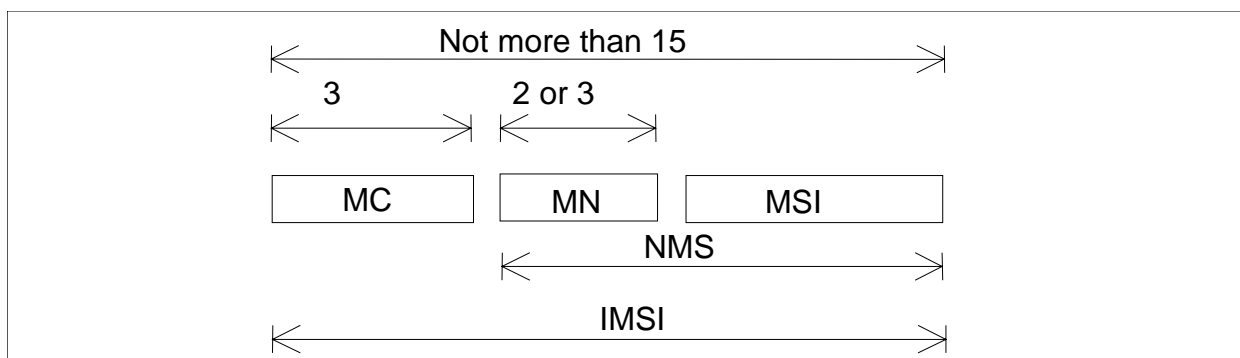 Not more than 15
3 2 or 3
MC MN MSI
NMS
IMSI